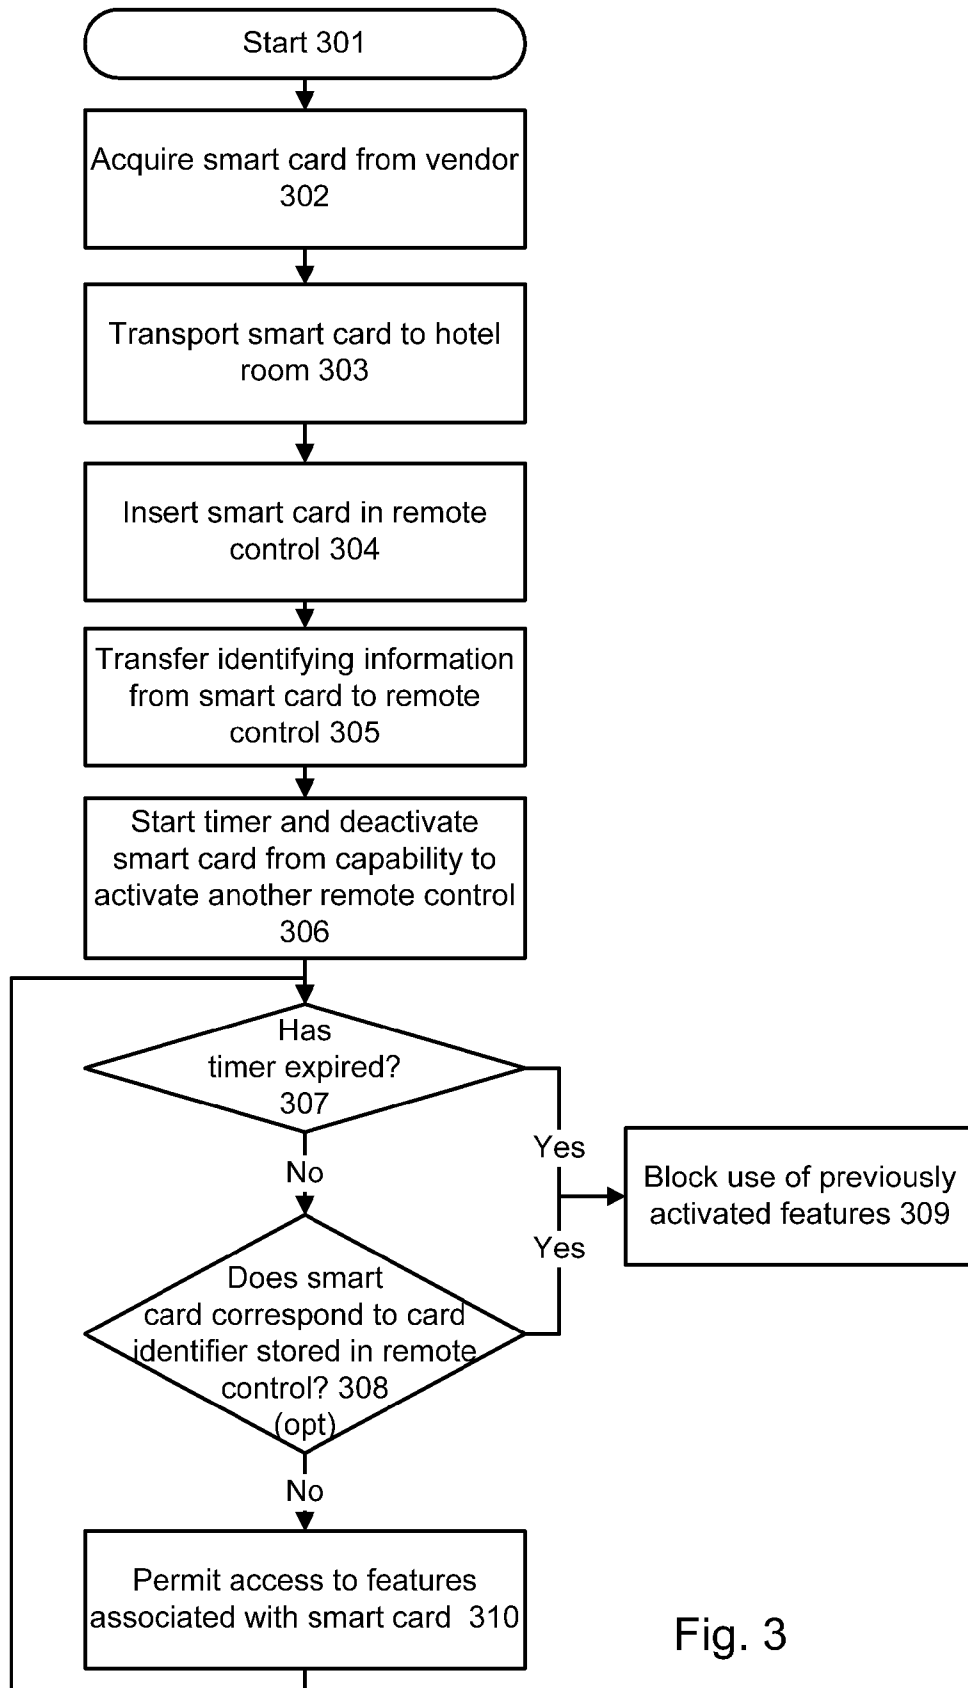 Start 301
Acquire smart card from vendor
302
Transport smart card to hotel
room 303
Insert smart card in remote
control 304
Transfer identifying information
from smart card to remote
control 305
Start timer and deactivate
smart card from capability to
activate another remote control
306
Has
timer expired?
307
Yes
No
Block use of previously
activated features 309
Yes
Does smart
card correspond to card
identifier stored in remote
control? 308
(opt)
No
Permit access to features
associated with smart card 310
Fig. 3